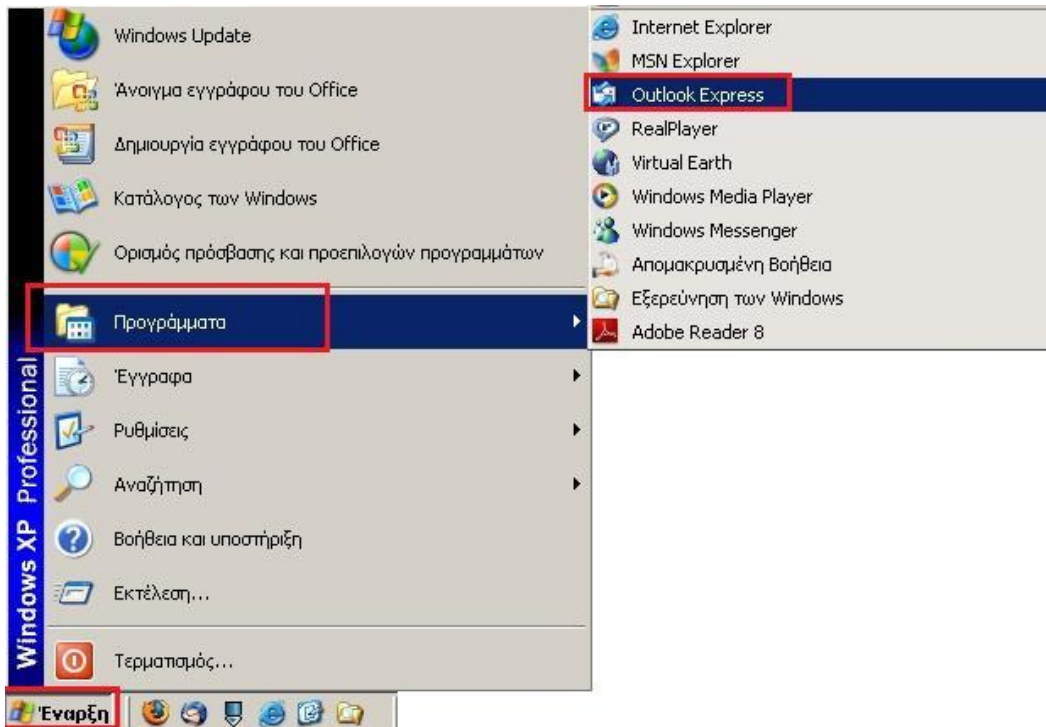 Windows Update
Άνοιγμα εγγράφου του Office
Δημιουργία εγγράφου του Office
Κατάλογος των Windows
Ορισμός πρόσβασης και προεπιλογών προγραμμάτων
Προγράμματα
Έγγραφα
Ρυθμίσεις
Αναζήτηση
Βοήθεια και υποστήριξη
Εκτέλεση...
Τερματισμός...
Windows XP Professional
Έναρξη
Internet Explorer
MSN Explorer
Outlook Express
RealPlayer
Virtual Earth
Windows Media Player
Windows Messenger
Απομακρυσμένη Βοήθεια
Εξερεύνηση των Windows
Adobe Reader 8